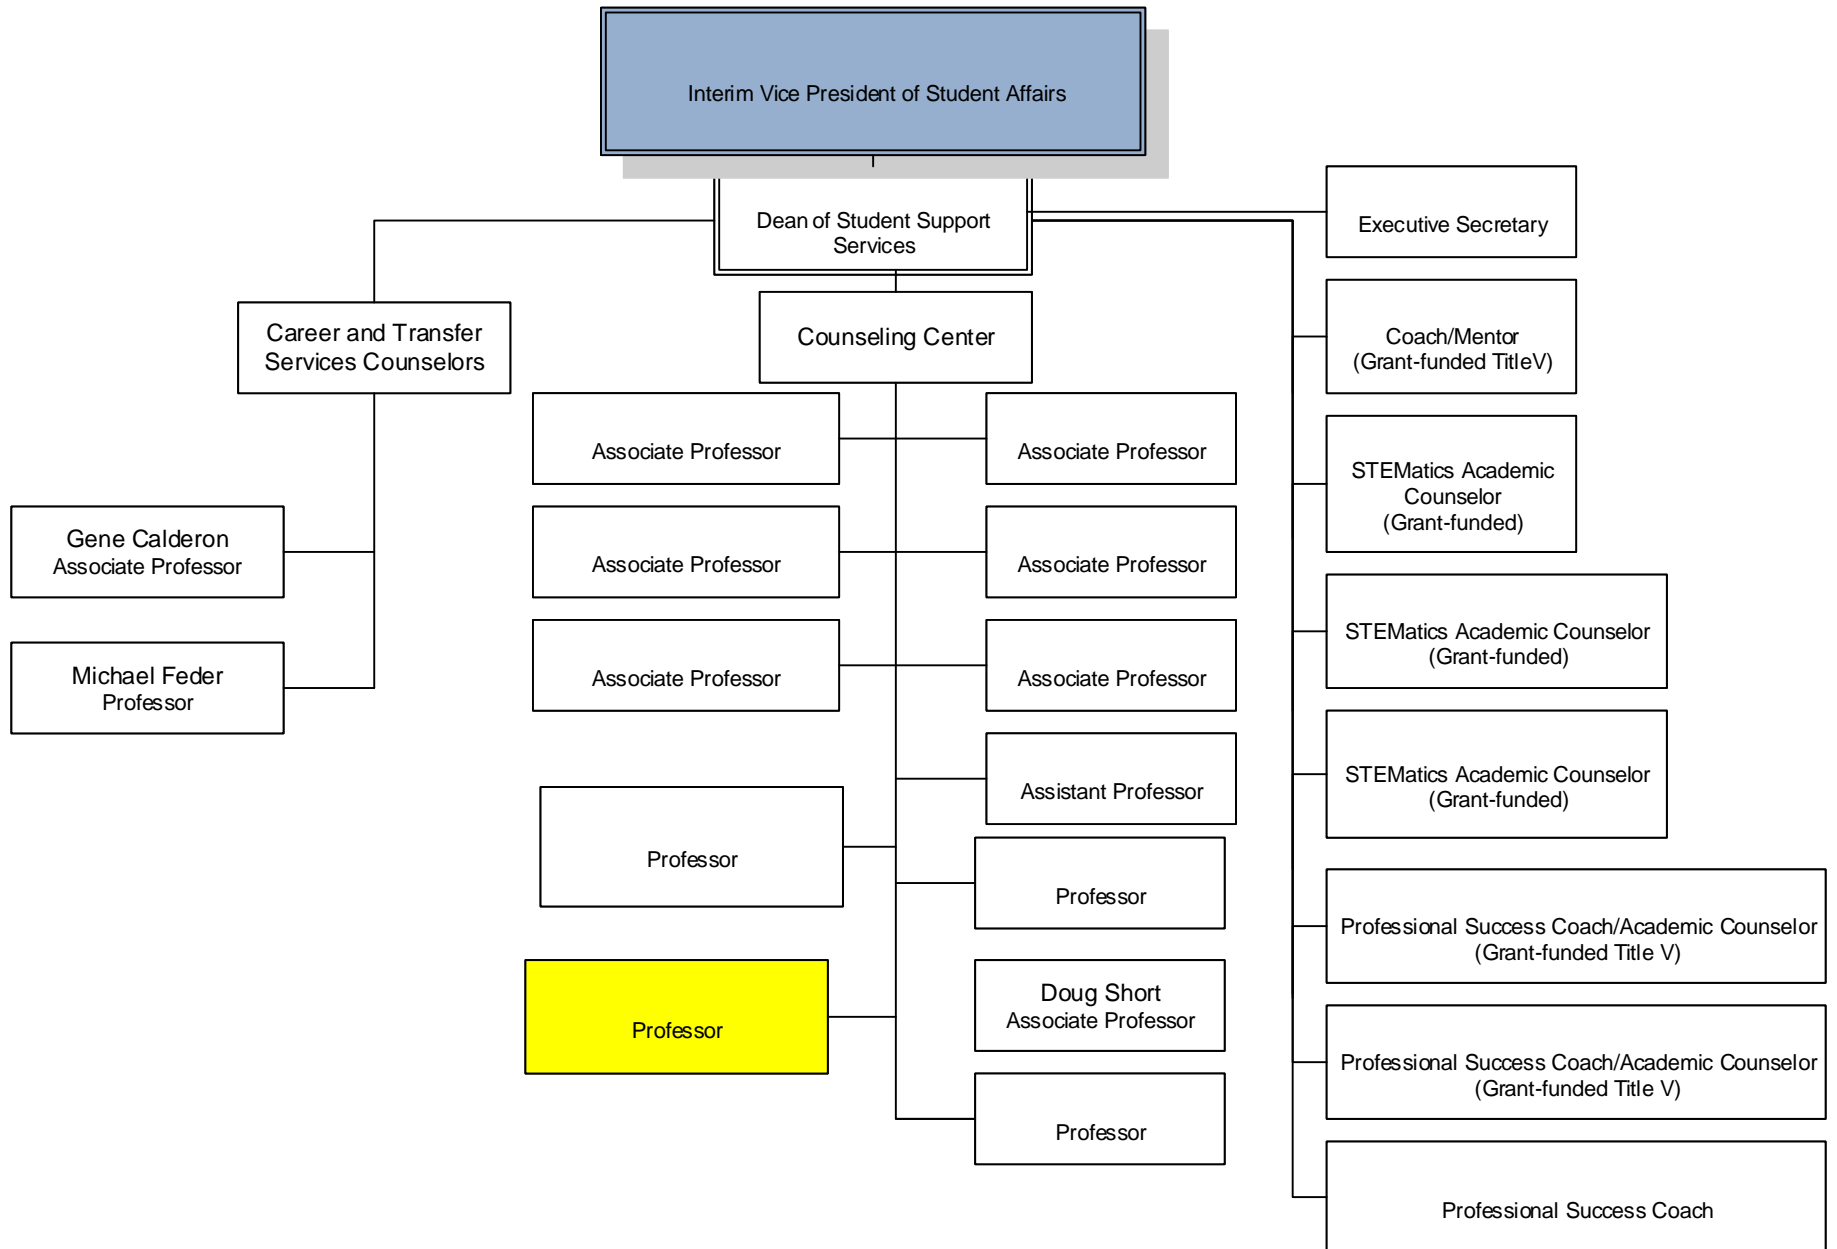 Interim Vice President of Student Affairs
Dean of Student Support
Services
Executive Secretary
Career and Transfer
Services Counselors
Counseling Center
Coach/Mentor
(Grant-funded TitleV)
Associate Professor
Associate Professor
STEMatics Academic
Counselor
(Grant-funded)
Gene Calderon
Associate Professor
Associate Professor
Associate Professor
STEMatics Academic Counselor
(Grant-funded)
Michael Feder
Professor
Associate Professor
Associate Professor
STEMatics Academic Counselor
(Grant-funded)
Assistant Professor
Professor
Professor
Professional Success Coach/Academic Counselor
(Grant-funded Title V)
Professor
Doug Short
Associate Professor
Professional Success Coach/Academic Counselor
(Grant-funded Title V)
Professor
Professional Success Coach